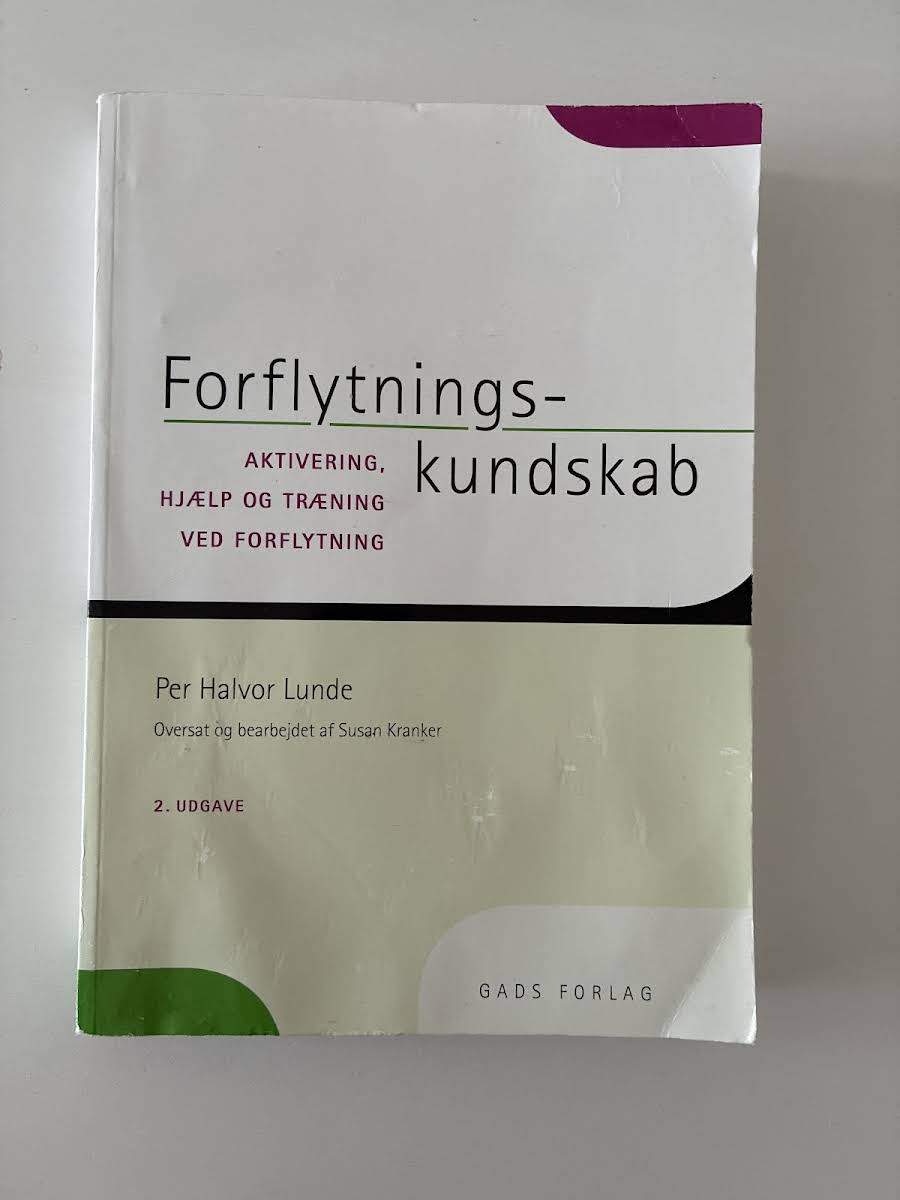 Forflytnings-
kundskab
AKTIVERING,
HJÆLP OG TRÆNING
VED FORFLYTNING
Per Halvor Lunde
Oversat og bearbejdet af Susan Kranker
2. UDGAVE
GADS FORLAG